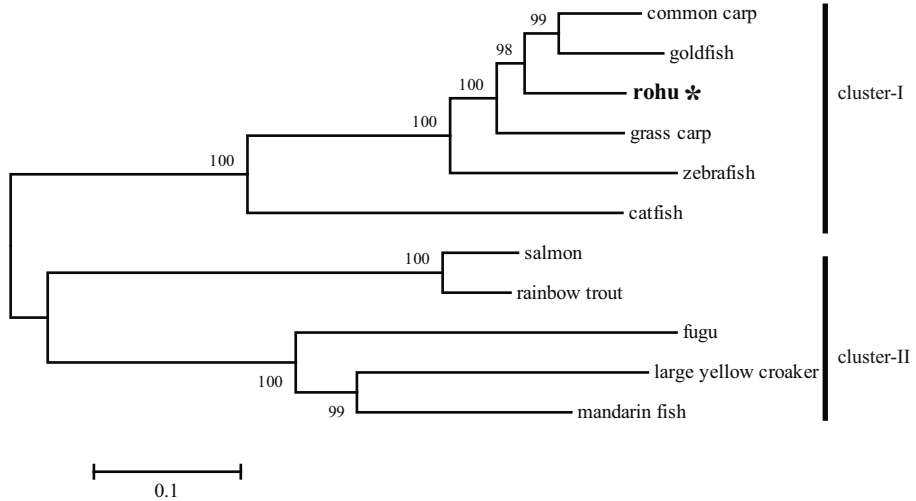 common carp
99
goldfish
98
rohu *
100
cluster-I
grass carp
100
zebrafish
100
catfish
salmon
100
rainbow trout
fugu
cluster-II
large yellow croaker
100
99
mandarin fish
0.1